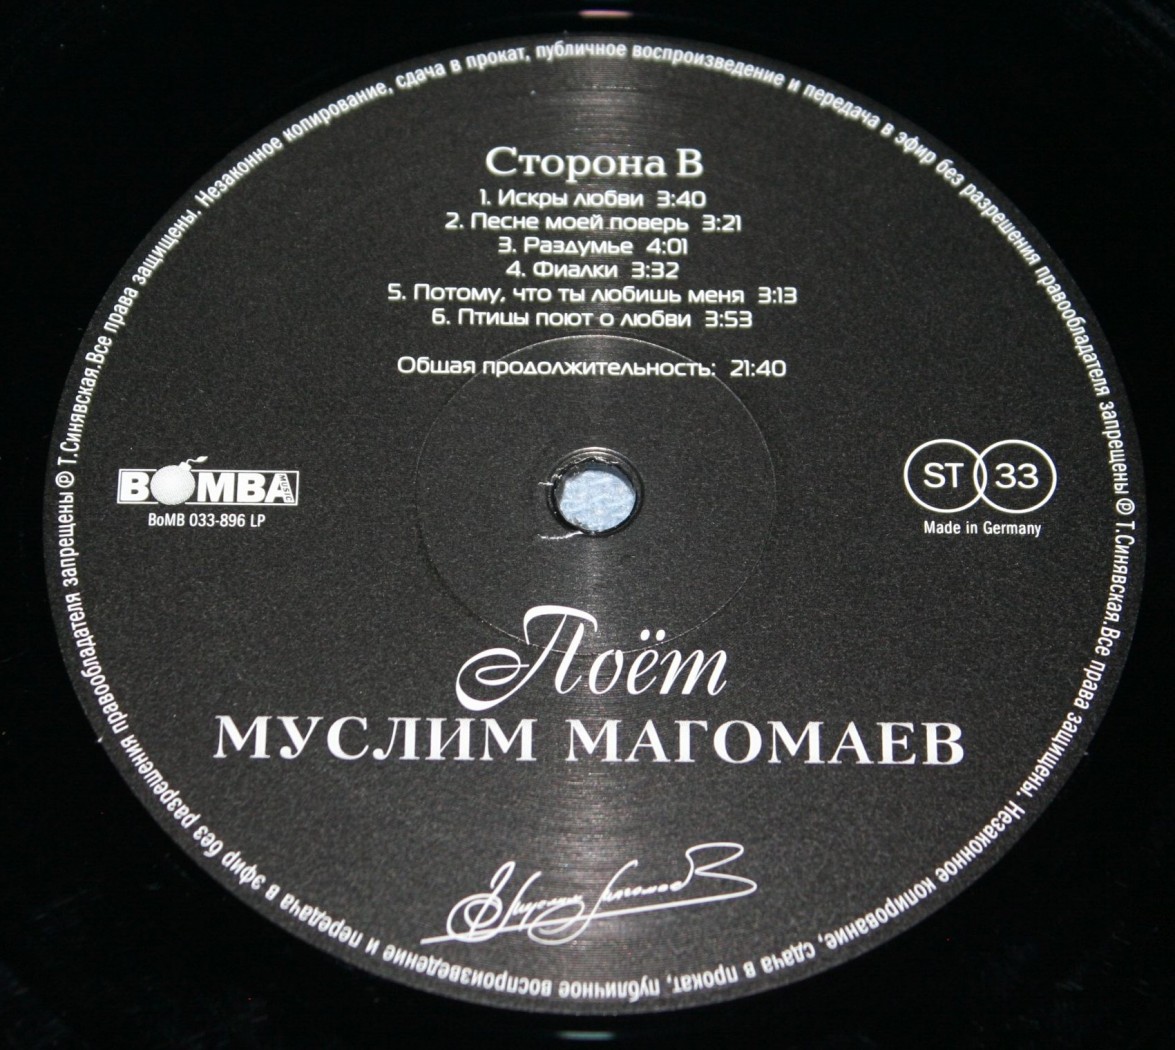 Сторона В
1. Искры любви 3:40
2. Песне моей поверь 3:21
3. Раздумье 4:01
4. Фиалки 3:32
5. Потому, что ты любишь меня 3:13
6. Птицы поют о любви 3:53
Общая продолжительность: 21:40
BOMBA MUSIC
BoMB 033-896 LP
ST 33
Made in Germany
Поёт
МУСЛИМ МАГОМАЕВ
Муслим Магомаев
℗ Т.Синявская.Все права защищены. Незаконное копирование, сдача в прокат, публичное воспроизведение и передача в эфир без разрешения правообладателя запрещены
℗ Т.Синявская.Все права защищены. Незаконное копирование, сдача в прокат, публичное воспроизведение и передача в эфир без разрешения правообладателя запрещены